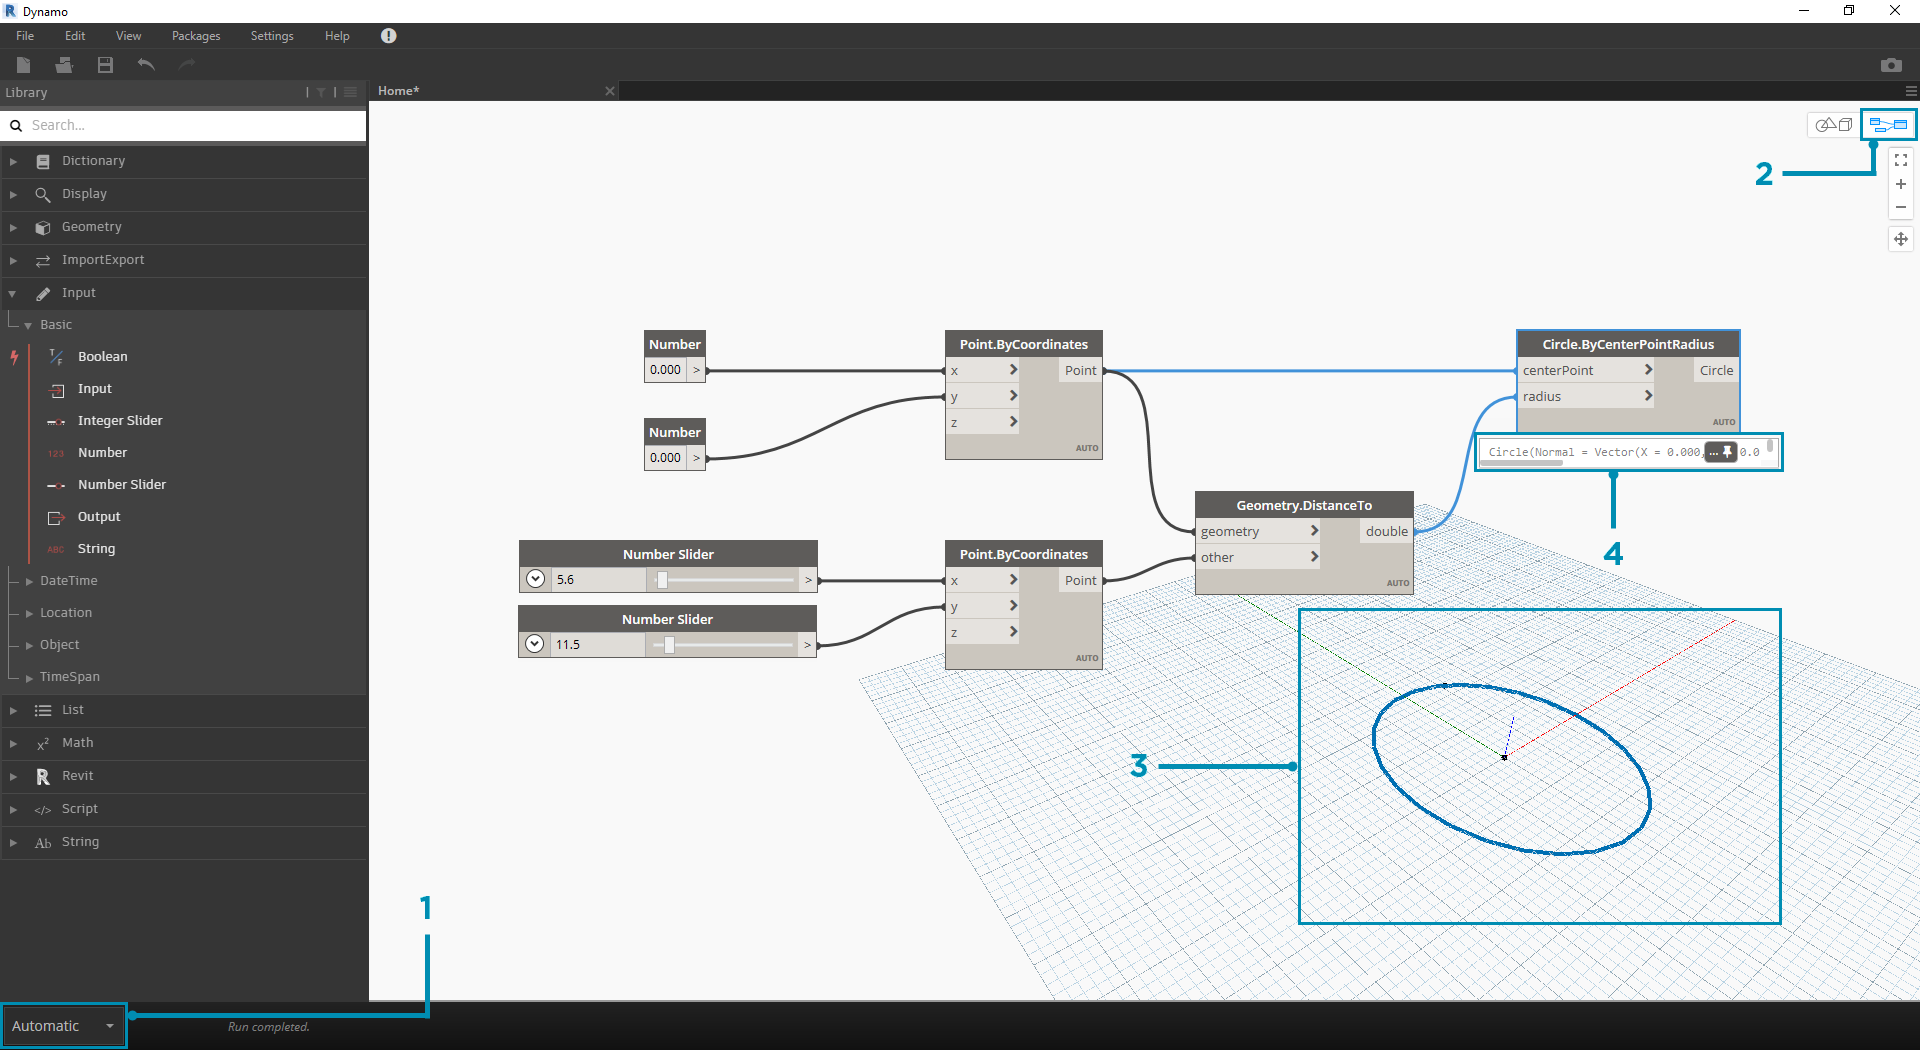 Dynamo
File Edit View Packages Settings Help
Library
Home*
Search...
Dictionary
Display
Geometry
ImportExport
Input
Basic
Boolean
Input
Integer Slider
123 Number
Number Slider
Output
ABC String
DateTime
Location
Object
TimeSpan
List
x² Math
R Revit
</> Script
Ab String
Automatic
Run completed.
1
2
3
4
Number
0.000 >
Number
0.000 >
Number Slider
5.6 >
Number Slider
11.5 >
Point.ByCoordinates
x > Point
y >
z >
AUTO
Point.ByCoordinates
x > Point
y >
z >
AUTO
Geometry.DistanceTo
geometry > double
other >
AUTO
Circle.ByCenterPointRadius
centerPoint > Circle
radius >
AUTO
Circle(Normal = Vector(X = 0.000, ... 0.0